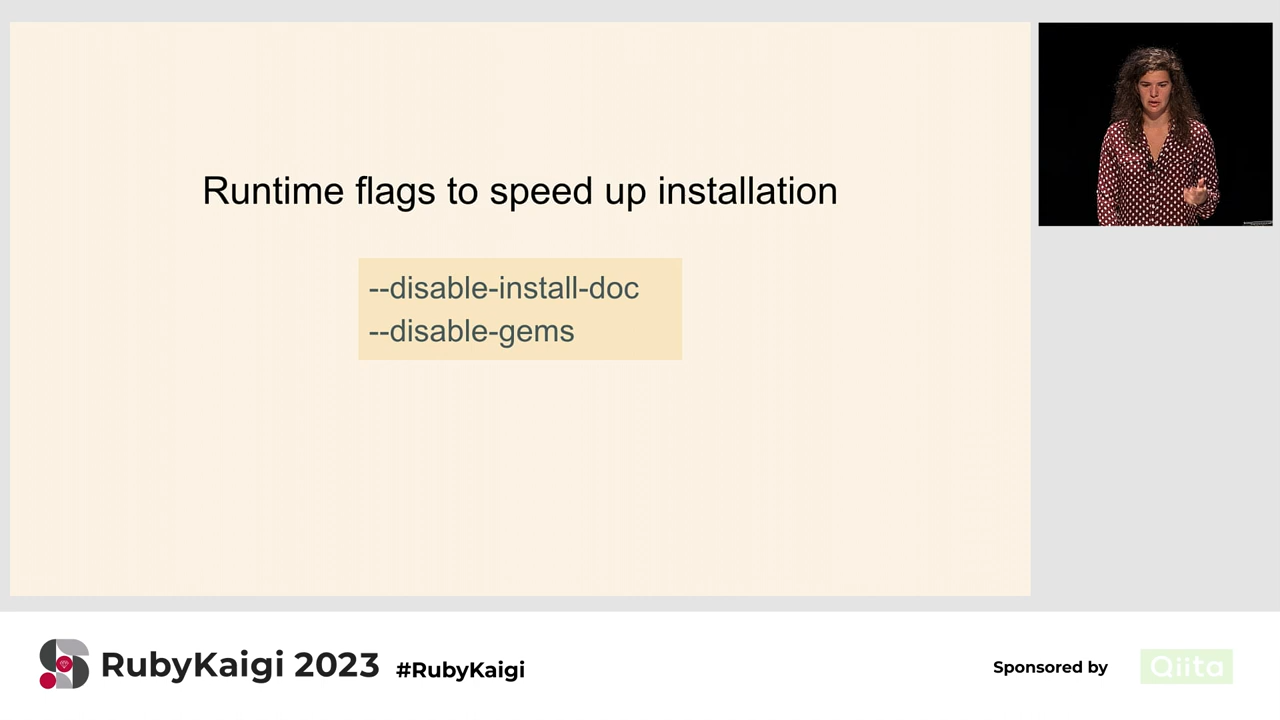 Runtime flags to speed up installation
--disable-install-doc
--disable-gems
RubyKaigi 2023 #RubyKaigi
Sponsored by Qiita